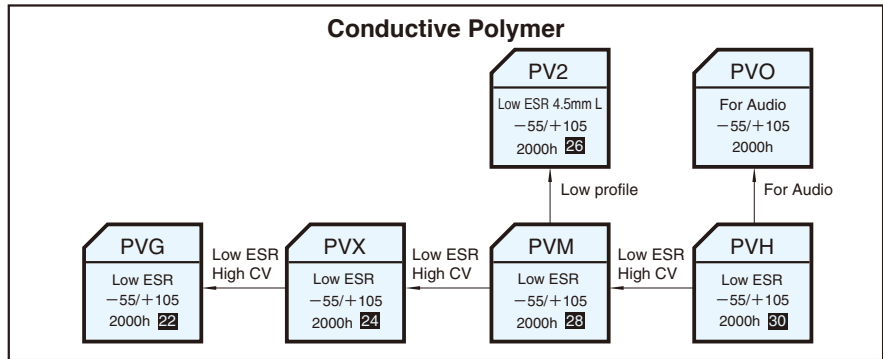 Conductive Polymer
PV2
Low ESR 4.5mm L
−55/+105
2000h 26
PVO
For Audio
−55/+105
2000h
Low profile
For Audio
PVG
Low ESR
−55/+105
2000h 22
Low ESR
High CV
PVX
Low ESR
−55/+105
2000h 24
Low ESR
High CV
PVM
Low ESR
−55/+105
2000h 28
Low ESR
High CV
PVH
Low ESR
−55/+105
2000h 30